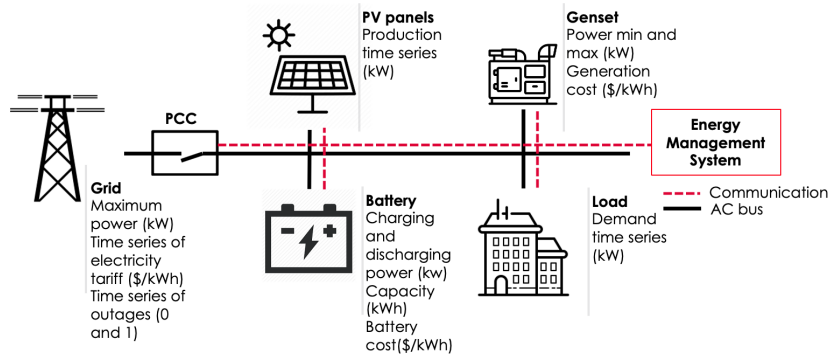 PV panels
Production
time series
(kW)
Genset
Power min and
max (kW)
Generation
cost ($/kWh)
PCC
Energy
Management
System
Grid
Maximum
power (kW)
Time series of
electricity
tariff ($/kWh)
Time series of
outages (0
and 1)
Battery
Charging
and
discharging
power (kw)
Capacity
(kWh)
Battery
cost($/kWh)
Load
Demand
time series
(kW)
Communication
AC bus